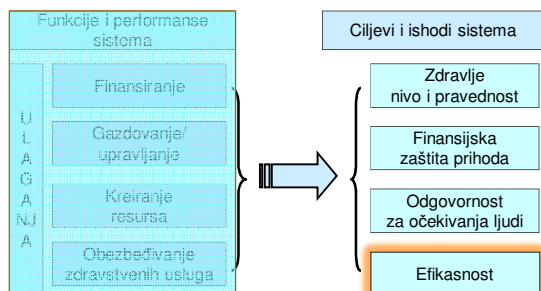 Funkcije i performanse
sistema
U
L
A
G
A
NJ
A
Finansiranje
Gazdovanje/
upravljanje
Kreiranje
resursa
Obezbeđivanje
zdravstvenih usluga
Ciljevi i ishodi sistema
Zdravlje
nivo i pravednost
Finansijska
zaštita prihoda
Odgovornost
za očekivanja ljudi
Efikasnost